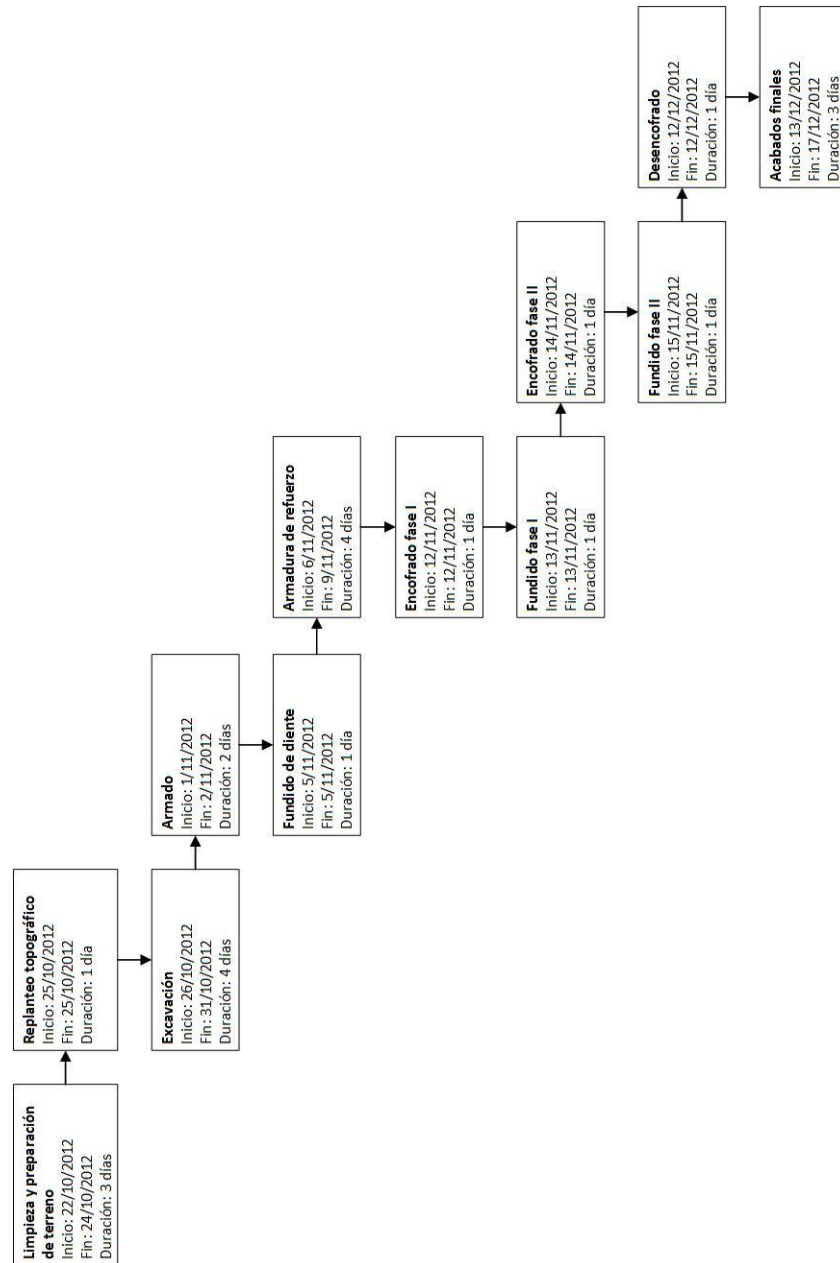 Limpieza y preparación
de terreno
Inicio: 22/10/2012
Fin: 24/10/2012
Duración: 3 días
Replanteo topográfico
Inicio: 25/10/2012
Fin: 25/10/2012
Duración: 1 día
Excavación
Inicio: 26/10/2012
Fin: 31/10/2012
Duración: 4 días
Armado
Inicio: 1/11/2012
Fin: 2/11/2012
Duración: 2 días
Fundido de diente
Inicio: 5/11/2012
Fin: 5/11/2012
Duración: 1 día
Armadura de refuerzo
Inicio: 6/11/2012
Fin: 9/11/2012
Duración: 4 días
Encofrado fase I
Inicio: 12/11/2012
Fin: 12/11/2012
Duración: 1 día
Fundido fase I
Inicio: 13/11/2012
Fin: 13/11/2012
Duración: 1 día
Encofrado fase II
Inicio: 14/11/2012
Fin: 14/11/2012
Duración: 1 día
Fundido fase II
Inicio: 15/11/2012
Fin: 15/11/2012
Duración: 1 día
Desencofrado
Inicio: 12/12/2012
Fin: 12/12/2012
Duración: 1 día
Acabados finales
Inicio: 13/12/2012
Fin: 17/12/2012
Duración: 3 días